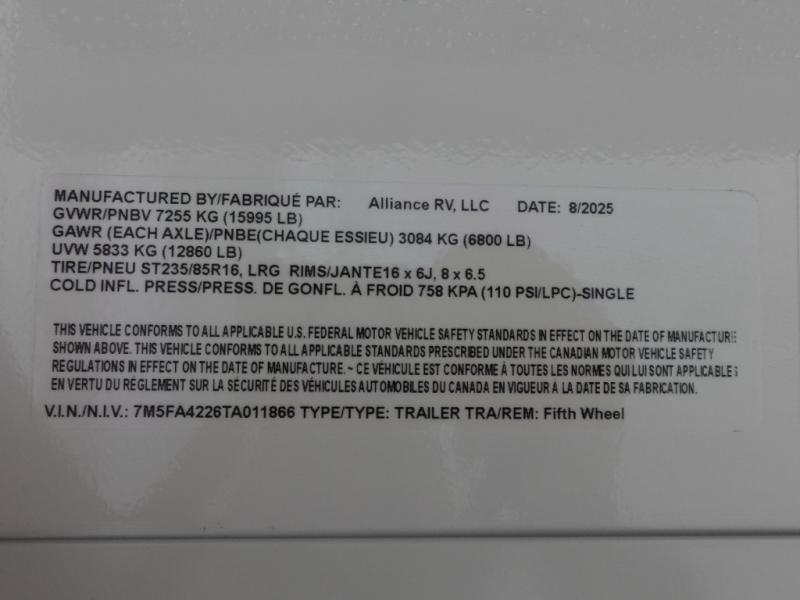 MANUFACTURED BY/FABRIQUÉ PAR: Alliance RV, LLC DATE: 8/2025
GVWR/PNBV 7255 KG (15995 LB)
GAWR (EACH AXLE)/PNBE(CHAQUE ESSIEU) 3084 KG (6800 LB)
UVW 5833 KG (12860 LB)
TIRE/PNEU ST235/85R16, LRG RIMS/JANTE16 x 6J, 8 x 6.5
COLD INFL. PRESS/PRESS. DE GONFL. À FROID 758 KPA (110 PSI/LPC)-SINGLE
THIS VEHICLE CONFORMS TO ALL APPLICABLE U.S. FEDERAL MOTOR VEHICLE SAFETY STANDARDS IN EFFECT ON THE DATE OF MANUFACTURE
SHOWN ABOVE. THIS VEHICLE CONFORMS TO ALL APPLICABLE STANDARDS PRESCRIBED UNDER THE CANADIAN MOTOR VEHICLE SAFETY
REGULATIONS IN EFFECT ON THE DATE OF MANUFACTURE. ~ CE VÉHICULE EST CONFORME À TOUTES LES NORMES QUI LUI SONT APPLICABLES
EN VERTU DU RÉGLEMENT SUR LA SÉCURITÉ DES VÉHICULES AUTOMOBILES DU CANADA EN VIGUEUR À LA DATE DE SA FABRICATION.
V.I.N./N.I.V.: 7M5FA4226TA011866 TYPE/TYPE: TRAILER TRA/REM: Fifth Wheel